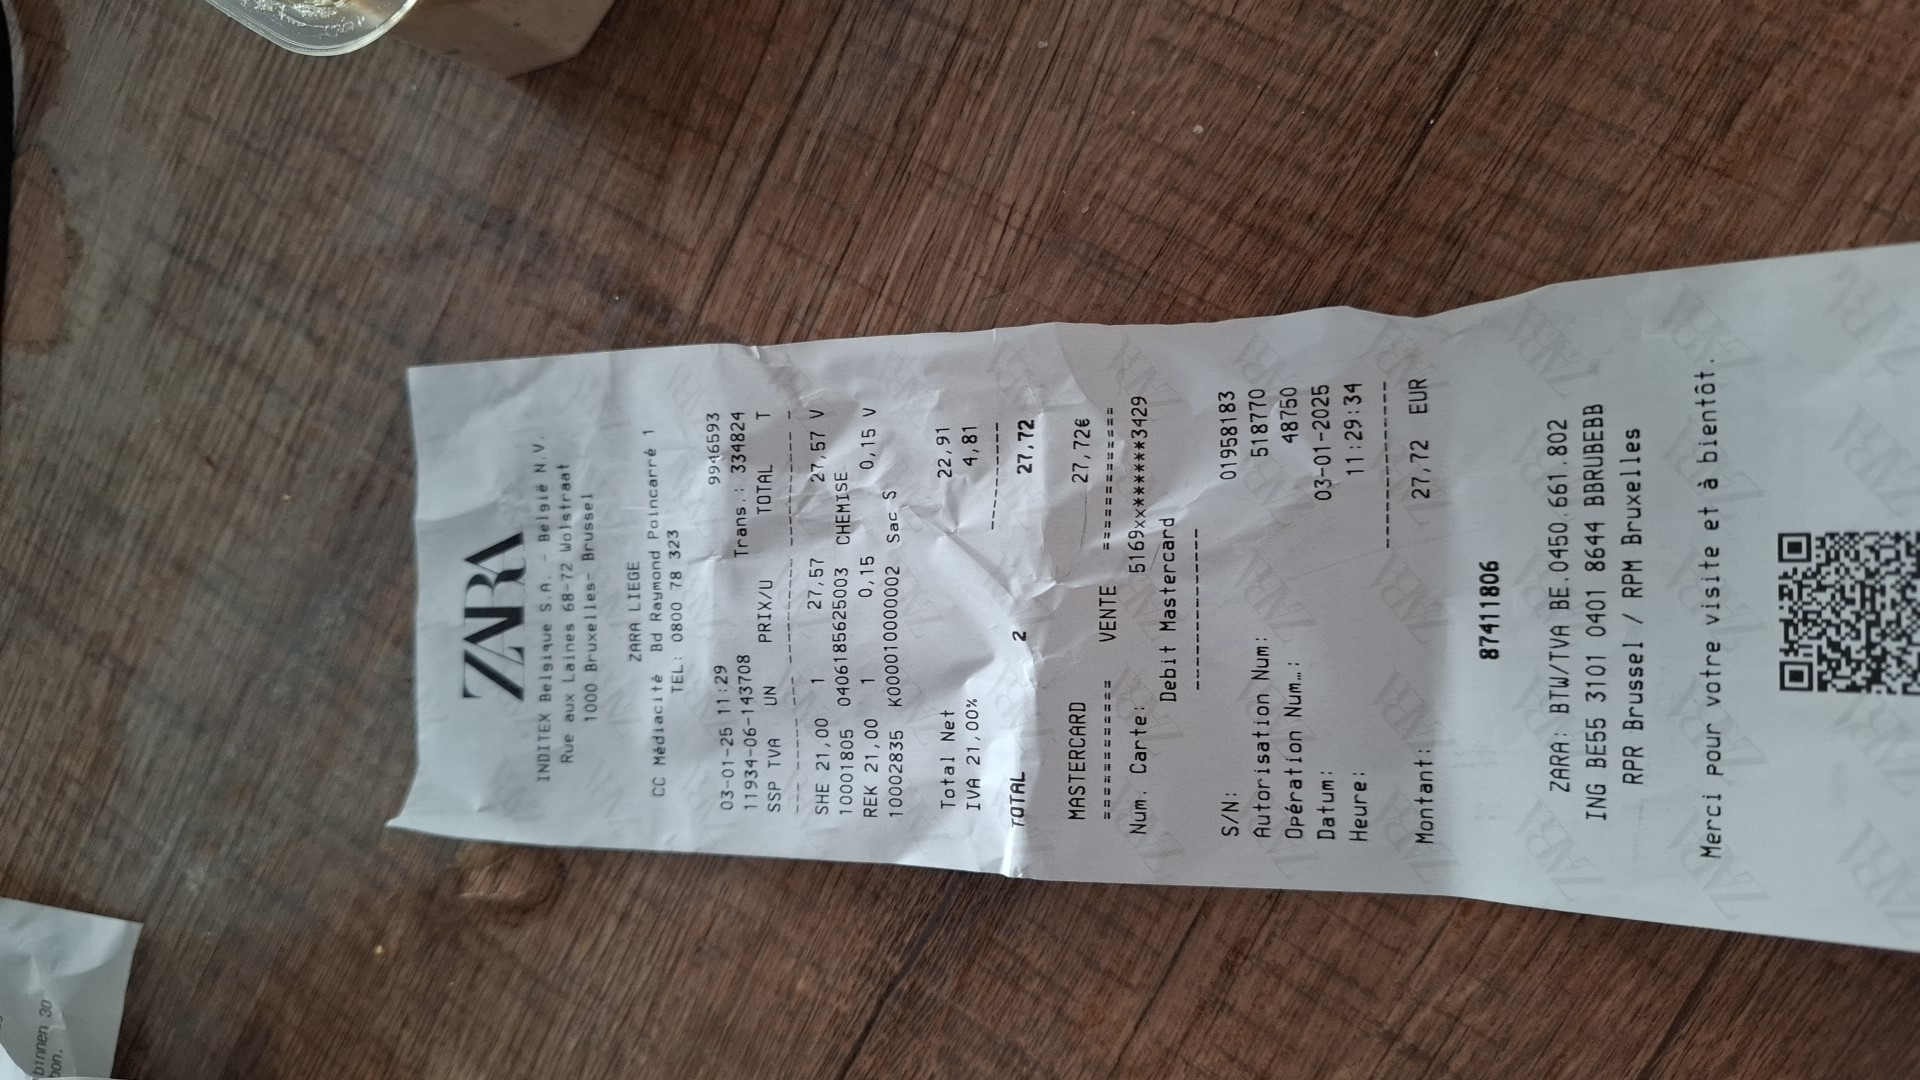 ZARA
INDITEX Belgique S.A. - België N.V.
Rue aux Laines 68-72 Wolstraat
1000 Bruxelles- Brussel
ZARA LIEGE
CC Médiacité Bd Raymond Poincarré 1
TEL: 0800 78 323
9946593
03-01-25 11:29
11934-06-143708 Trans.: 334824
SSP TVA UN PRIX/U TOTAL T
SHE 21,00 1 27,57 27,57 V
10001805 0406185625003 CHEMISE
REK 21,00 1 0,15 0,15 V
10002835 K000010000002 Sac S
Total Net 22,91
IVA 21,00% 4,81
TOTAL 2 27,72
MASTERCARD 27,72€
============ VENTE ==============
Num. Carte: 5169xx******3429
Debit Mastercard
S/N: 01958183
Autorisation Num: 518770
Opération Num.: 48750
Datum: 03-01-2025
Heure: 11:29:34
Montant: 27,72 EUR
87411806
ZARA: BTW/TVA BE.0450.661.802
ING BE55 3101 0401 8644 BBRUBEBB
RPR Brussel / RPM Bruxelles
Merci pour votre visite et à bientôt.
binnen 30
bon.